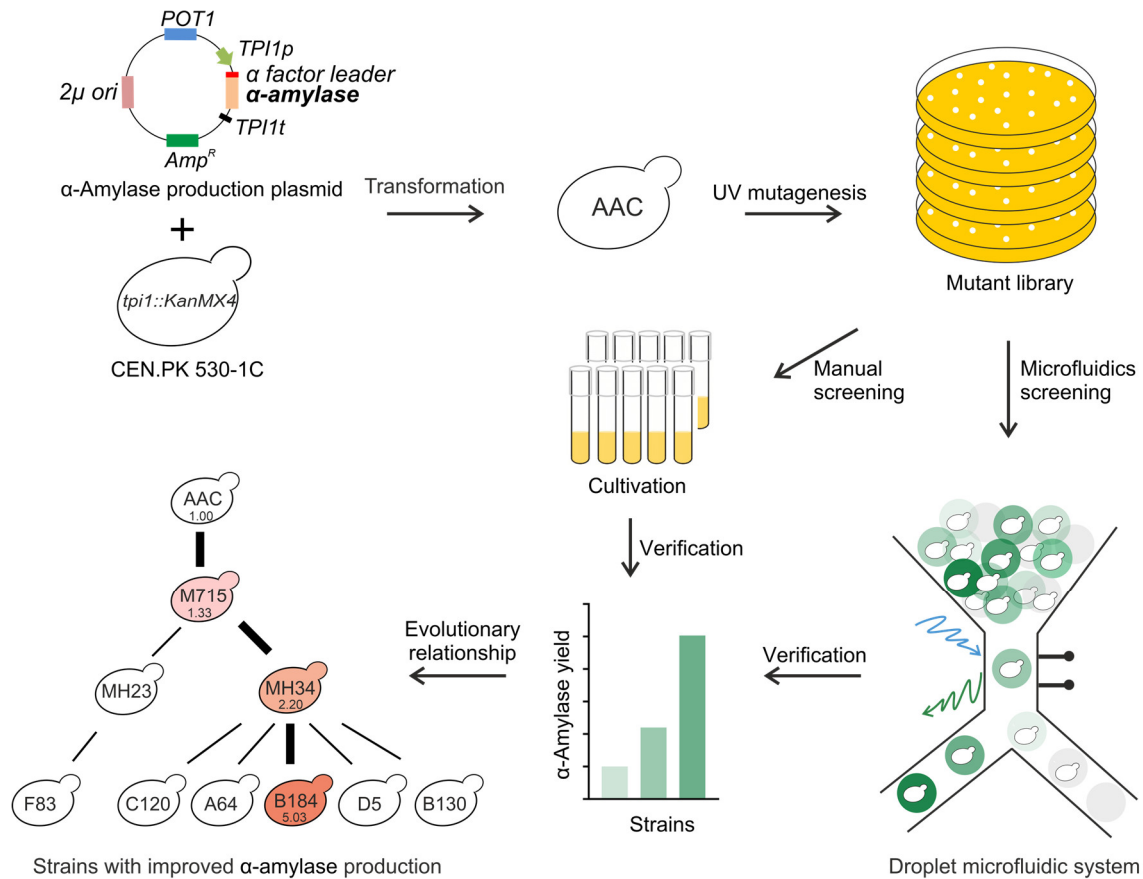 POT1
TPI1p
α factor leader
α-amylase
2µ ori
TPI1t
Amp^R
α-Amylase production plasmid
+
tpi1::KanMX4
CEN.PK 530-1C
Transformation
AAC
UV mutagenesis
Mutant library
Manual
screening
Microfluidics
screening
Cultivation
Verification
α-Amylase yield
Strains
Verification
Droplet microfluidic system
Evolutionary
relationship
AAC
1.00
M715
1.33
MH23
MH34
2.20
F83
C120
A64
B184
5.03
D5
B130
Strains with improved α-amylase production